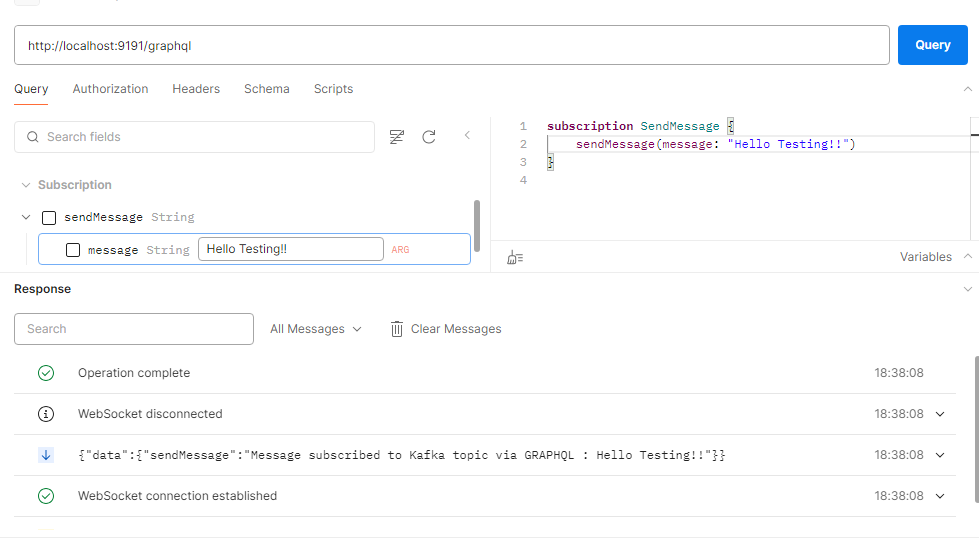 http://localhost:9191/graphql
Query
Query Authorization Headers Schema Scripts
Search fields
Subscription
sendMessage String
message String Hello Testing!! ARG
1 subscription SendMessage {
2 sendMessage(message: "Hello Testing!!")
3 }
4
Variables
Response
Search All Messages Clear Messages
Operation complete 18:38:08
WebSocket disconnected 18:38:08
{"data":{"sendMessage":"Message subscribed to Kafka topic via GRAPHQL : Hello Testing!!"}} 18:38:08
WebSocket connection established 18:38:08